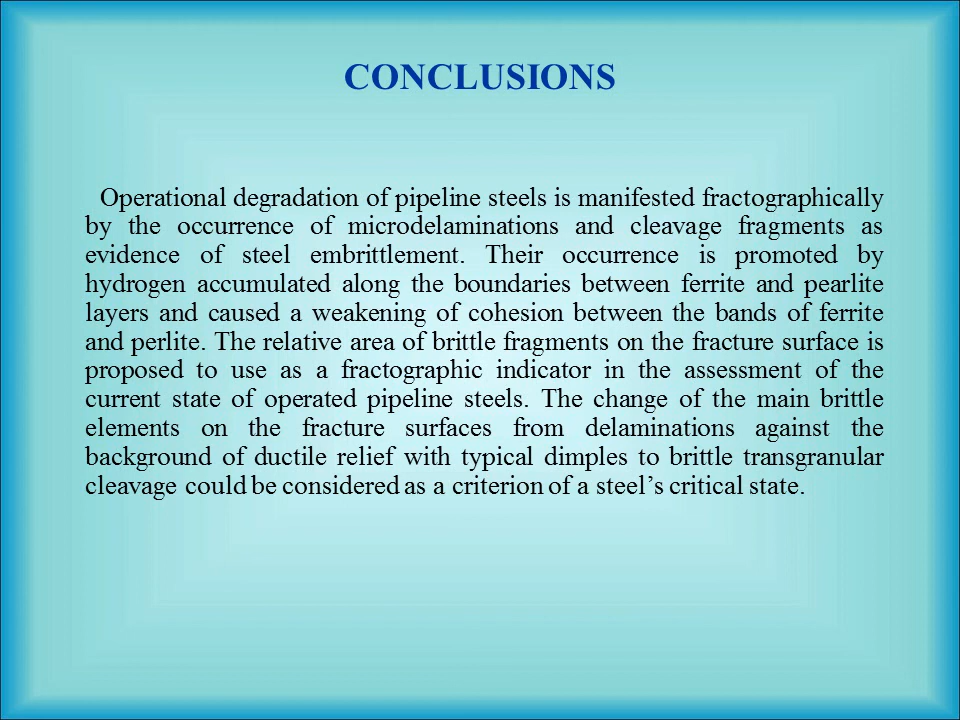 CONCLUSIONS
Operational degradation of pipeline steels is manifested fractographically
by the occurrence of microdelaminations and cleavage fragments as
evidence of steel embrittlement. Their occurrence is promoted by
hydrogen accumulated along the boundaries between ferrite and pearlite
layers and caused a weakening of cohesion between the bands of ferrite
and perlite. The relative area of brittle fragments on the fracture surface is
proposed to use as a fractographic indicator in the assessment of the
current state of operated pipeline steels. The change of the main brittle
elements on the fracture surfaces from delaminations against the
background of ductile relief with typical dimples to brittle transgranular
cleavage could be considered as a criterion of a steel’s critical state.